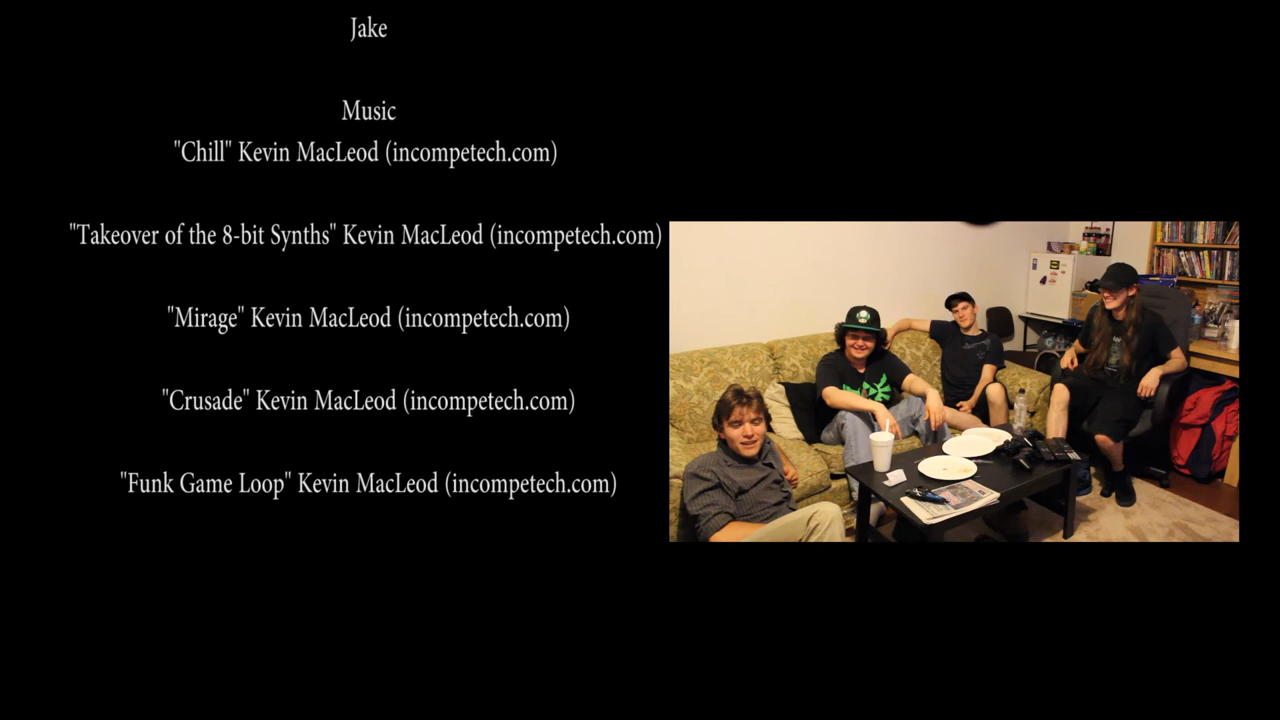 Jake
Music
"Chill" Kevin MacLeod (incompetech.com)
"Takeover of the 8-bit Synths" Kevin MacLeod (incompetech.com)
"Mirage" Kevin MacLeod (incompetech.com)
"Crusade" Kevin MacLeod (incompetech.com)
"Funk Game Loop" Kevin MacLeod (incompetech.com)